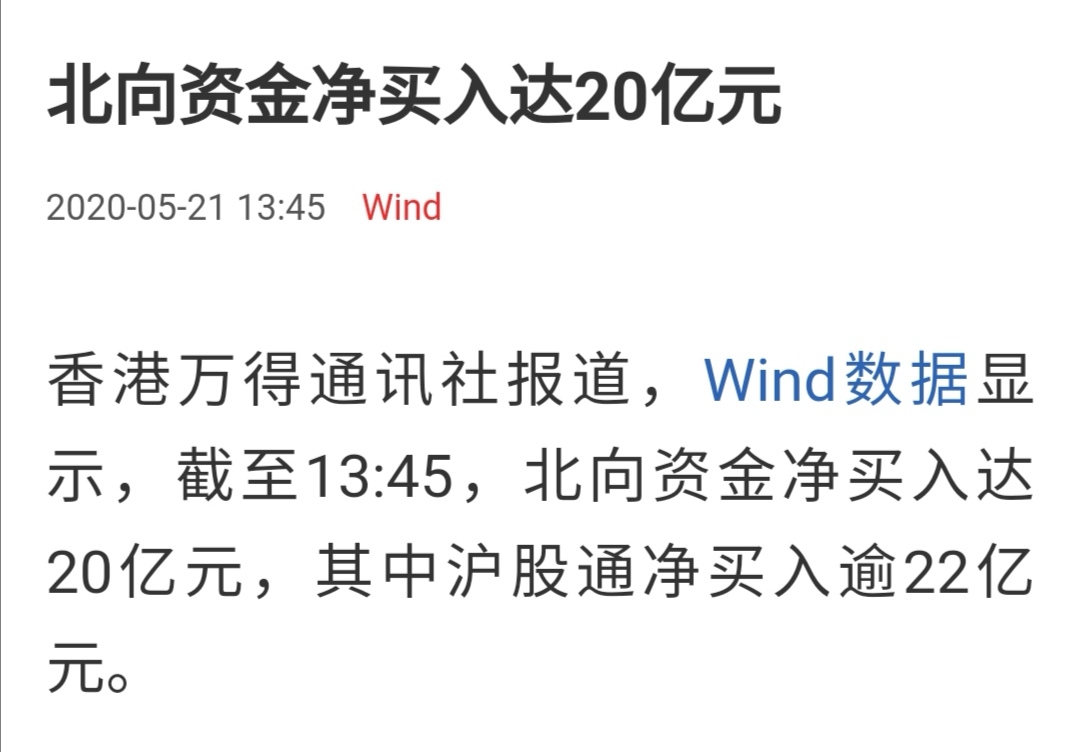 北向资金净买入达20亿元
2020-05-21 13:45 Wind
香港万得通讯社报道，Wind数据显
示，截至13:45，北向资金净买入达
20亿元，其中沪股通净买入逾22亿
元。